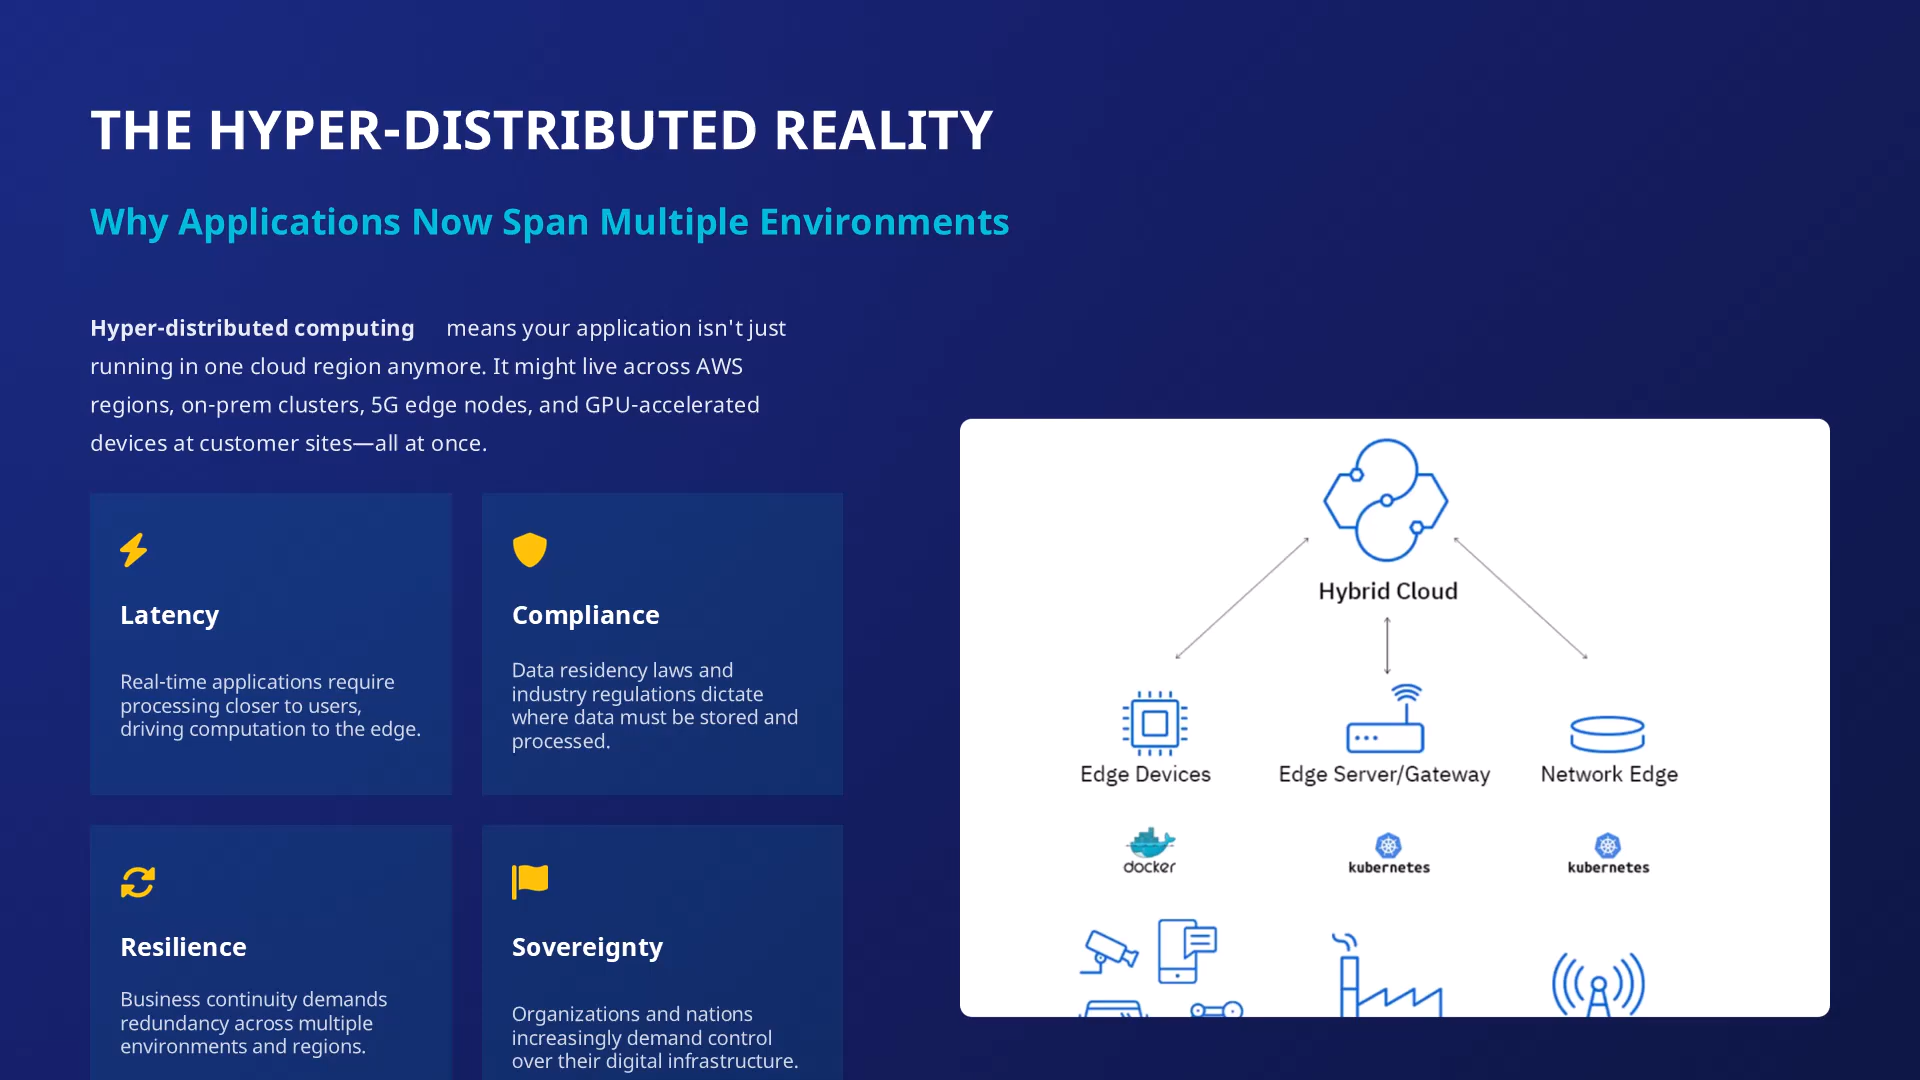 THE HYPER-DISTRIBUTED REALITY
Why Applications Now Span Multiple Environments
Hyper-distributed computing means your application isn't just
running in one cloud region anymore. It might live across AWS
regions, on-prem clusters, 5G edge nodes, and GPU-accelerated
devices at customer sites—all at once.
Latency
Real-time applications require
processing closer to users,
driving computation to the edge.
Compliance
Data residency laws and
industry regulations dictate
where data must be stored and
processed.
Resilience
Business continuity demands
redundancy across multiple
environments and regions.
Sovereignty
Organizations and nations
increasingly demand control
over their digital infrastructure.
Hybrid Cloud
Edge Devices
Edge Server/Gateway
Network Edge
docker
kubernetes
kubernetes